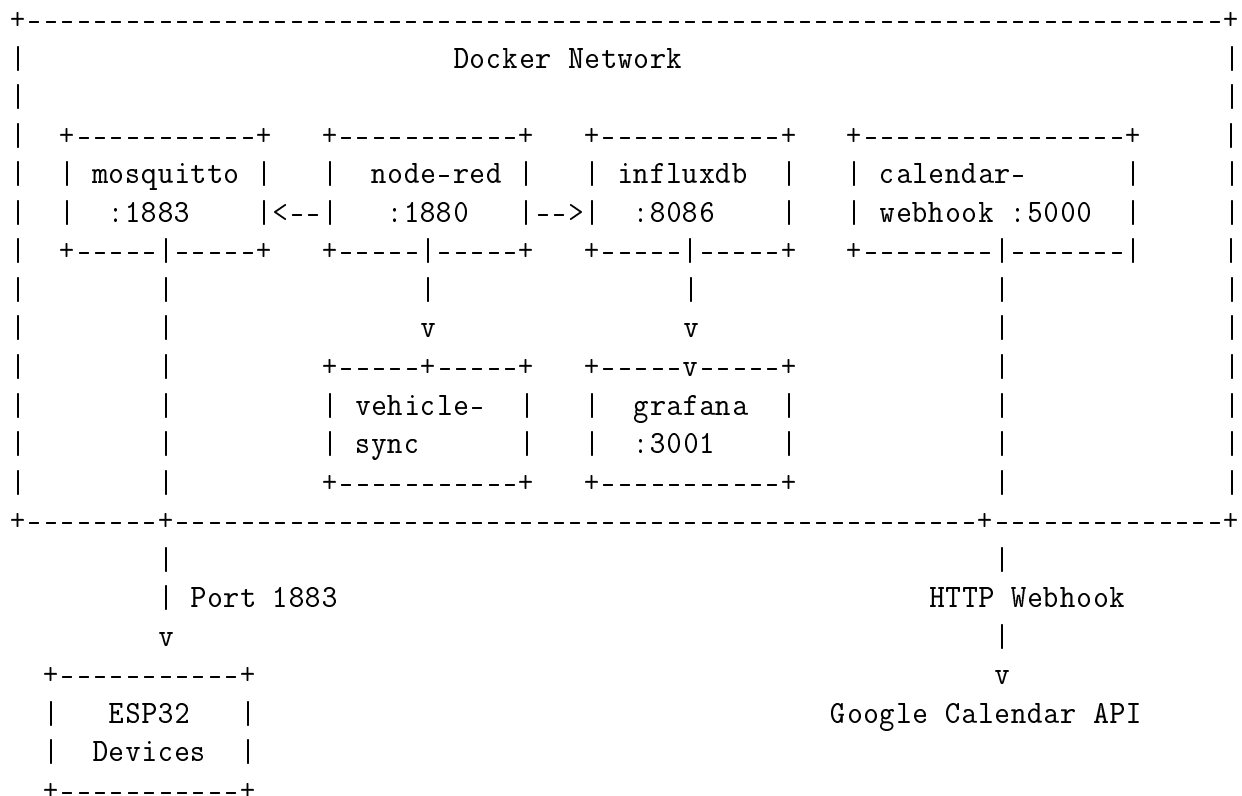 Docker Network
mosquitto node-red influxdb calendar-
:1883 :1880 :8086 webhook :5000
vehicle- grafana
sync :3001
Port 1883 HTTP Webhook
ESP32 Google Calendar API
Devices